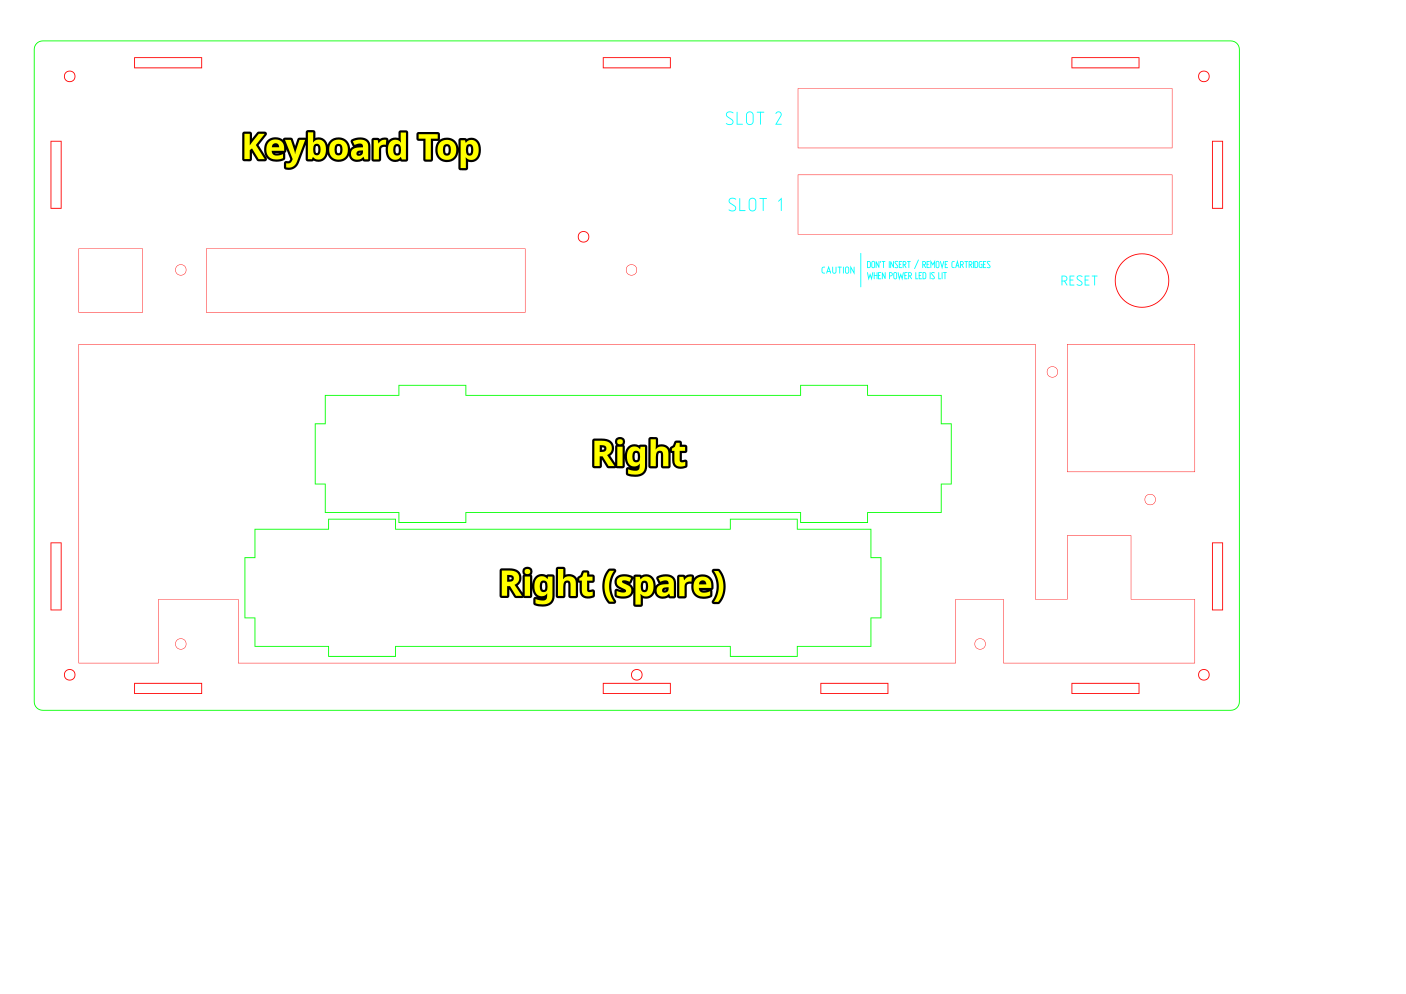 Keyboard Top
SLOT 2
SLOT 1
CAUTION
DON'T INSERT / REMOVE CARTRIDGES
WHEN POWER LED IS LIT
RESET
Right
Right (spare)